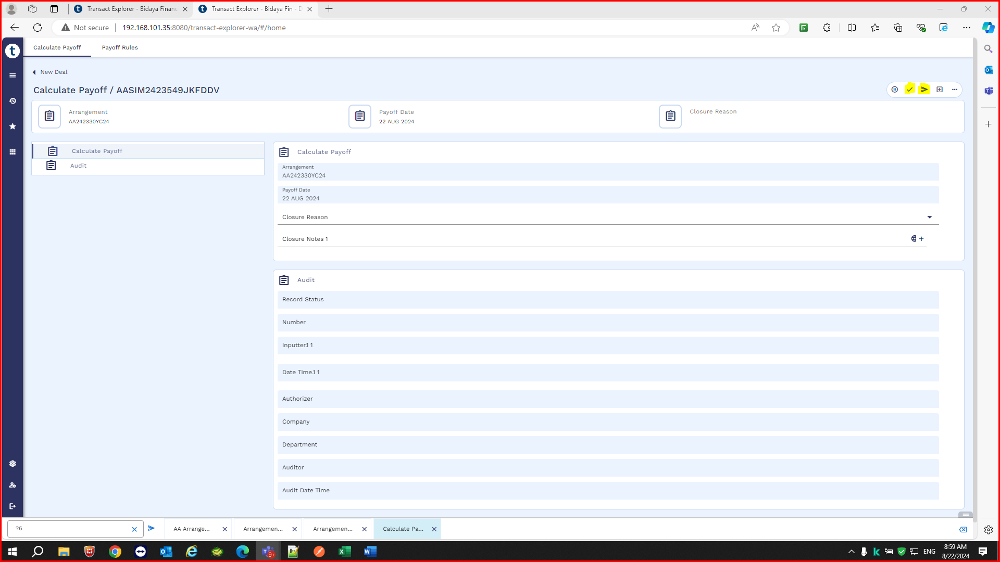 Transact Explorer - Bidaya Financ
Transact Explorer - Bidaya Fin - D
Not secure
192.168.101.35:8080/transact-explorer-wa/#/home
Calculate Payoff
Payoff Rules
New Deal
Calculate Payoff / AASIM2423549JKFDDV
Arrangement
AA242330YC24
Payoff Date
22 AUG 2024
Closure Reason
Calculate Payoff
Audit
Calculate Payoff
Arrangement
AA242330YC24
Payoff Date
22 AUG 2024
Closure Reason
Closure Notes 1
Audit
Record Status
Number
Inputter.1 1
Date Time.1 1
Authorizer
Company
Department
Auditor
Audit Date Time
?6
AA Arrange...
Arrangemen...
Arrangemen...
Calculate Pa...
9+
ENG
8:59 AM
8/22/2024